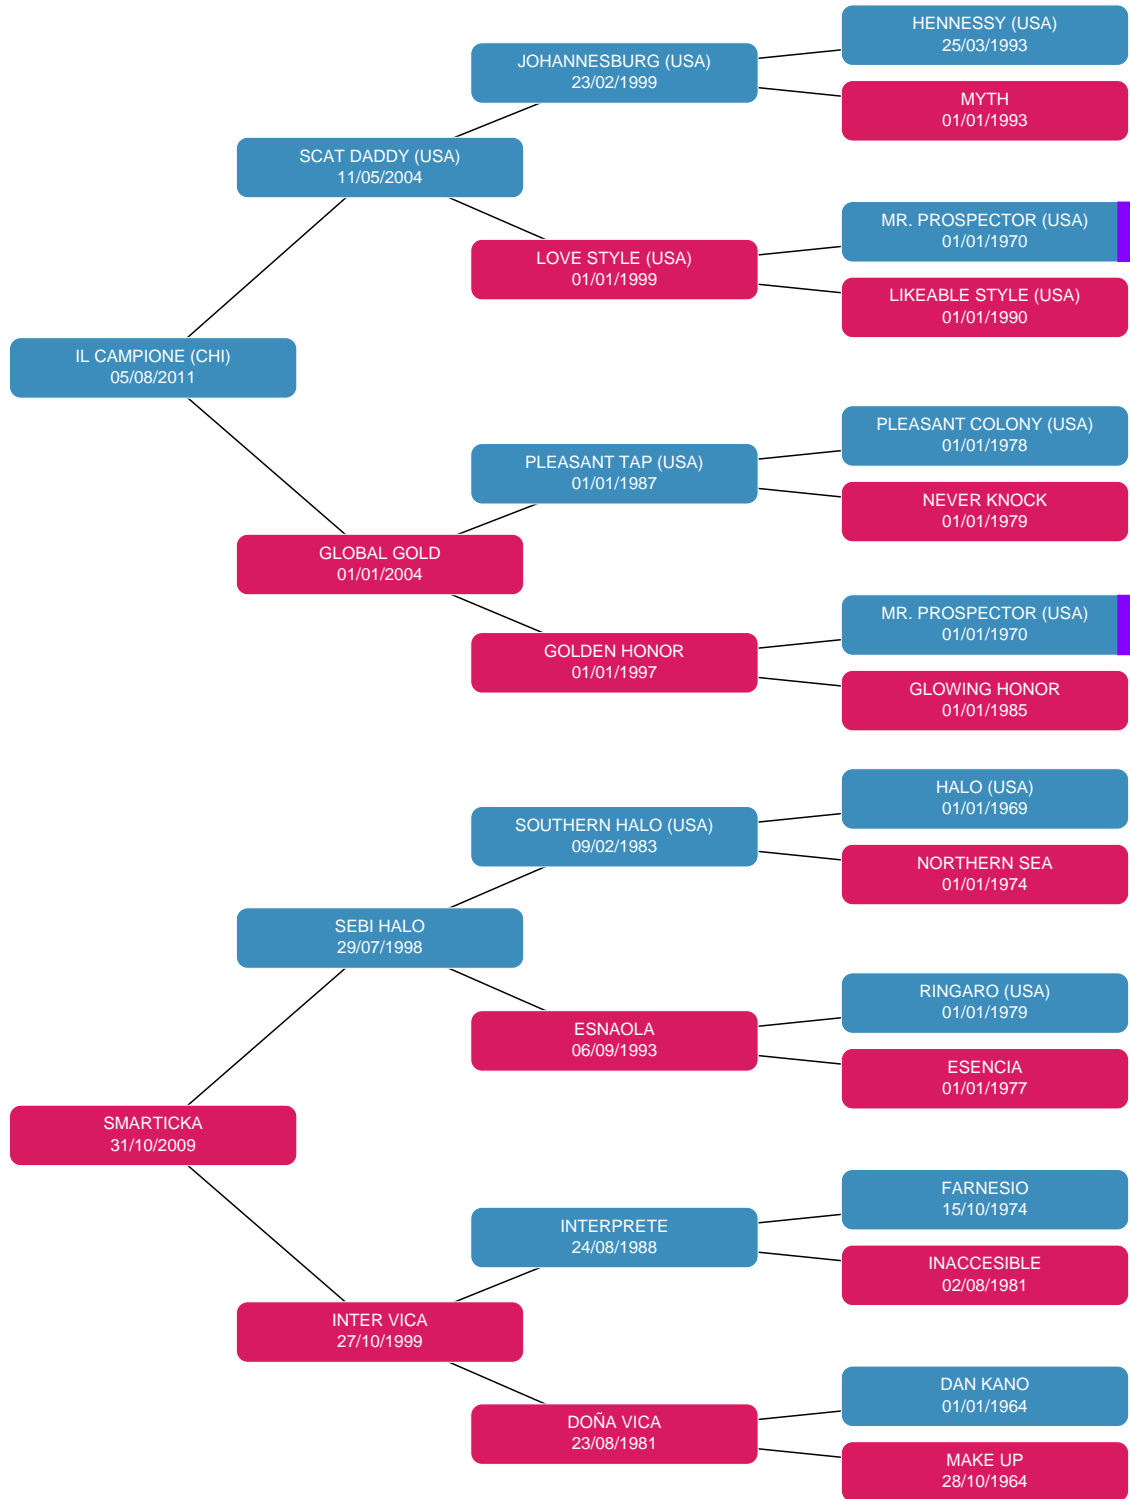 HENNESSY (USA)
25/03/1993
JOHANNESBURG (USA)
23/02/1999
MYTH
01/01/1993
SCAT DADDY (USA)
11/05/2004
MR. PROSPECTOR (USA)
01/01/1970
LOVE STYLE (USA)
01/01/1999
LIKEABLE STYLE (USA)
01/01/1990
IL CAMPIONE (CHI)
05/08/2011
PLEASANT COLONY (USA)
01/01/1978
PLEASANT TAP (USA)
01/01/1987
NEVER KNOCK
01/01/1979
GLOBAL GOLD
01/01/2004
MR. PROSPECTOR (USA)
01/01/1970
GOLDEN HONOR
01/01/1997
GLOWING HONOR
01/01/1985
HALO (USA)
01/01/1969
SOUTHERN HALO (USA)
09/02/1983
NORTHERN SEA
01/01/1974
SEBI HALO
29/07/1998
RINGARO (USA)
01/01/1979
ESNAOLA
06/09/1993
ESENCIA
01/01/1977
SMARTICKA
31/10/2009
FARNESIO
15/10/1974
INTERPRETE
24/08/1988
INACCESIBLE
02/08/1981
INTER VICA
27/10/1999
DAN KANO
01/01/1964
DOÑA VICA
23/08/1981
MAKE UP
28/10/1964